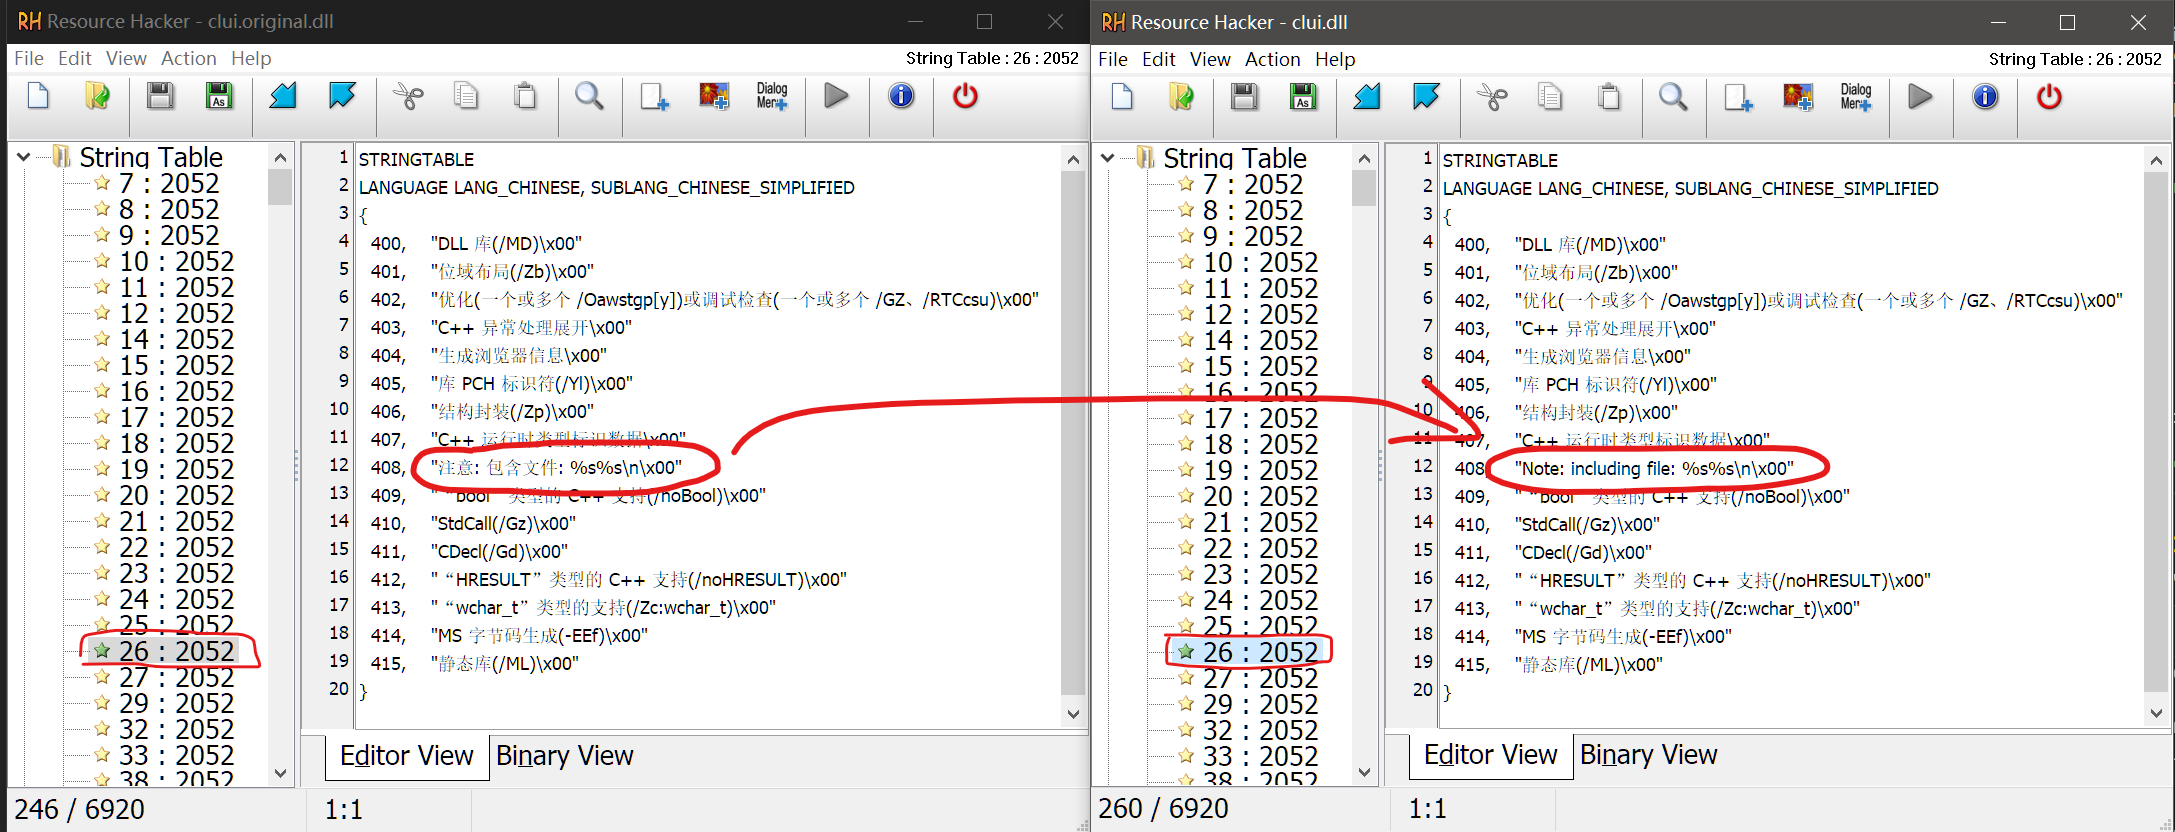 Resource Hacker - clui.original.dll
File Edit View Action Help
String Table : 26 : 2052
As
Dialog
Mer
String Table
7 : 2052
8 : 2052
9 : 2052
10 : 2052
11 : 2052
12 : 2052
14 : 2052
15 : 2052
16 : 2052
17 : 2052
18 : 2052
19 : 2052
20 : 2052
21 : 2052
22 : 2052
23 : 2052
24 : 2052
25 : 2052
26 : 2052
27 : 2052
29 : 2052
32 : 2052
33 : 2052
38 : 2052
1 STRINGTABLE
2 LANGUAGE LANG_CHINESE, SUBLANG_CHINESE_SIMPLIFIED
3 {
4 400, "DLL 库(/MD)\x00"
5 401, "位域布局(/Zb)\x00"
6 402, "优化(一个或多个 /Oawstgp[y])或调试检查(一个或多个 /GZ、/RTCcsu)\x00"
7 403, "C++ 异常处理展开\x00"
8 404, "生成浏览器信息\x00"
9 405, "库 PCH 标识符(/Yl)\x00"
10 406, "结构封装(/Zp)\x00"
11 407, "C++ 运行时类型标识数据\x00"
12 408, "注意: 包含文件: %s%s\n\x00"
13 409, "“bool”类型的 C++ 支持(/noBool)\x00"
14 410, "StdCall(/Gz)\x00"
15 411, "CDecl(/Gd)\x00"
16 412, "“HRESULT”类型的 C++ 支持(/noHRESULT)\x00"
17 413, "“wchar_t”类型的支持(/Zc:wchar_t)\x00"
18 414, "MS 字节码生成(-EEf)\x00"
19 415, "静态库(/ML)\x00"
20 }
Editor View Binary View
246 / 6920 1:1
Resource Hacker - clui.dll
File Edit View Action Help
String Table : 26 : 2052
As
Dialog
Mer
String Table
7 : 2052
8 : 2052
9 : 2052
10 : 2052
11 : 2052
12 : 2052
14 : 2052
15 : 2052
16 : 2052
17 : 2052
18 : 2052
19 : 2052
20 : 2052
21 : 2052
22 : 2052
23 : 2052
24 : 2052
25 : 2052
26 : 2052
27 : 2052
29 : 2052
32 : 2052
33 : 2052
38 : 2052
1 STRINGTABLE
2 LANGUAGE LANG_CHINESE, SUBLANG_CHINESE_SIMPLIFIED
3 {
4 400, "DLL 库(/MD)\x00"
5 401, "位域布局(/Zb)\x00"
6 402, "优化(一个或多个 /Oawstgp[y])或调试检查(一个或多个 /GZ、/RTCcsu)\x00"
7 403, "C++ 异常处理展开\x00"
8 404, "生成浏览器信息\x00"
9 405, "库 PCH 标识符(/Yl)\x00"
10 406, "结构封装(/Zp)\x00"
11 407, "C++ 运行时类型标识数据\x00"
12 408, "Note: including file: %s%s\n\x00"
13 409, "“bool”类型的 C++ 支持(/noBool)\x00"
14 410, "StdCall(/Gz)\x00"
15 411, "CDecl(/Gd)\x00"
16 412, "“HRESULT”类型的 C++ 支持(/noHRESULT)\x00"
17 413, "“wchar_t”类型的支持(/Zc:wchar_t)\x00"
18 414, "MS 字节码生成(-EEf)\x00"
19 415, "静态库(/ML)\x00"
20 }
Editor View Binary View
260 / 6920 1:1